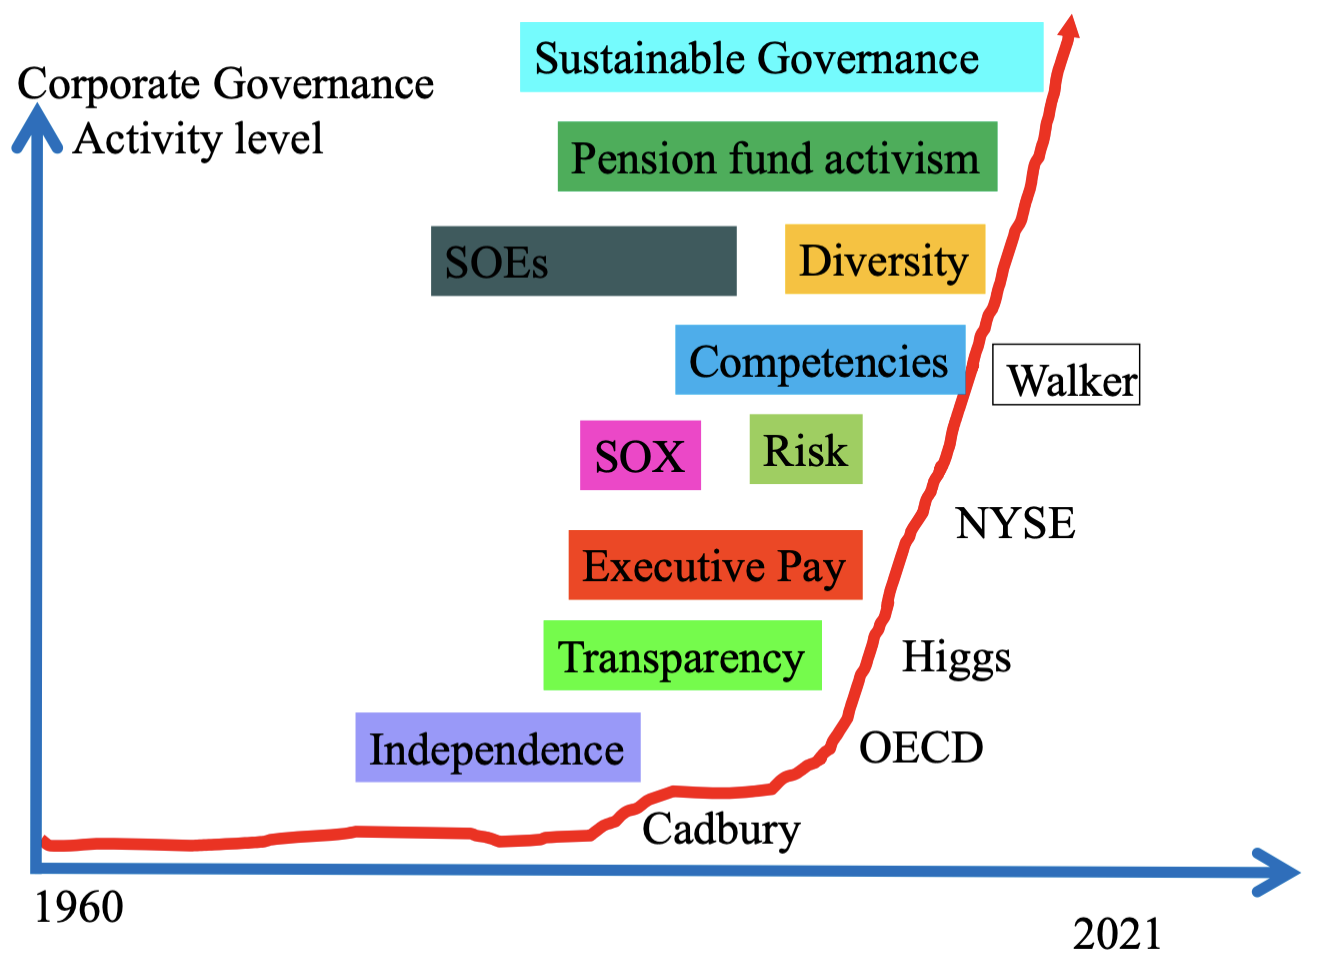 Sustainable Governance
Corporate Governance
Activity level
Pension fund activism
SOEs
Diversity
Competencies
Walker
SOX
Risk
NYSE
Executive Pay
Transparency
Higgs
Independence
OECD
Cadbury
1960
2021